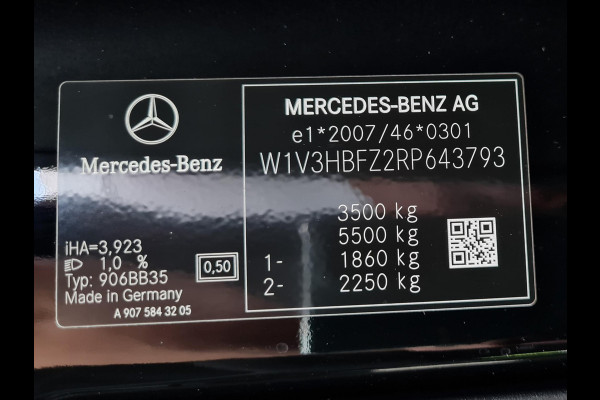 Mercedes-Benz
iHA=3,923
1,0 %
Typ: 906BB35
Made in Germany
A 907 584 32 05
0,50
MERCEDES-BENZ AG
e1*2007/46*0301
W1V3HBFZ2RP643793
3500 kg
5500 kg
1- 1860 kg
2- 2250 kg